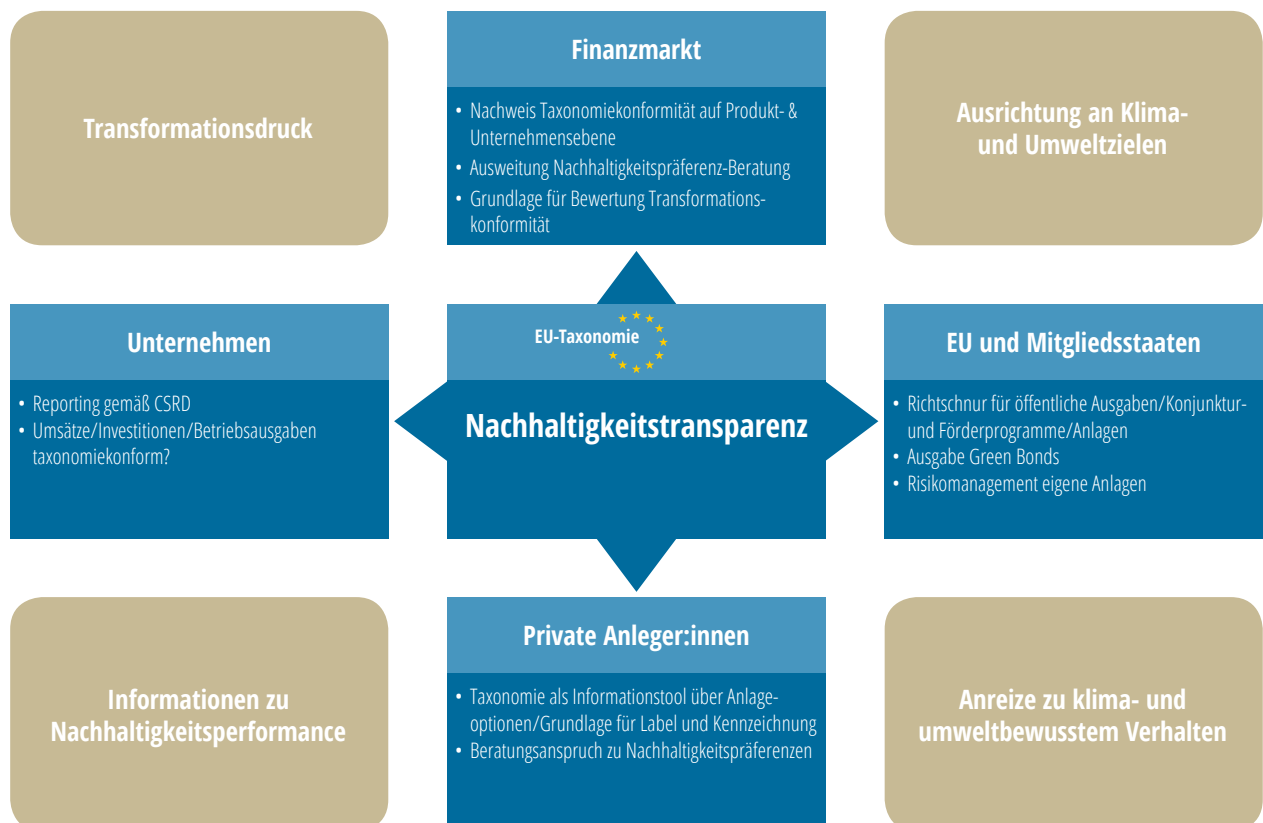 Transformationsdruck
Finanzmarkt
• Nachweis Taxonomiekonformität auf Produkt- &
Unternehmensebene
• Ausweitung Nachhaltigkeitspräferenz-Beratung
• Grundlage für Bewertung Transformations-
konformität
Ausrichtung an Klima-
und Umweltzielen
Unternehmen
• Reporting gemäß CSRD
• Umsätze/Investitionen/Betriebsausgaben
taxonomiekonform?
EU-Taxonomie
Nachhaltigkeitstransparenz
EU und Mitgliedsstaaten
• Richtschnur für öffentliche Ausgaben/Konjunktur-
und Förderprogramme/Anlagen
• Ausgabe Green Bonds
• Risikomanagement eigene Anlagen
Informationen zu
Nachhaltigkeitsperformance
Private Anleger:innen
• Taxonomie als Informationstool über Anlage-
optionen/Grundlage für Label und Kennzeichnung
• Beratungsanspruch zu Nachhaltigkeitspräferenzen
Anreize zu klima- und
umweltbewusstem Verhalten